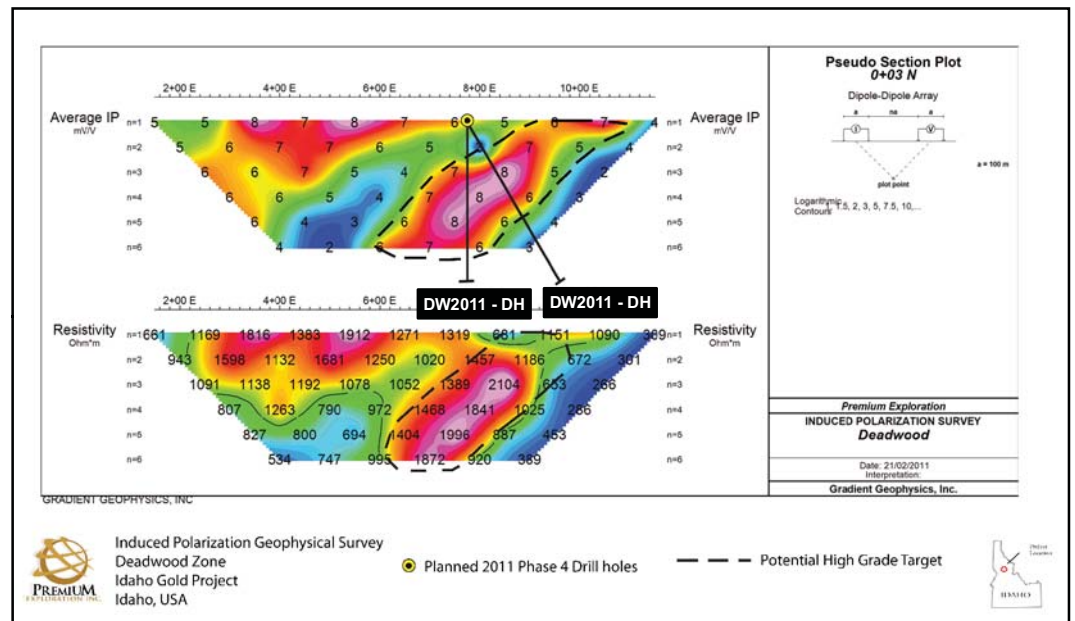 Pseudo Section Plot
0+03 N
Dipole-Dipole Array
a na a
I V
a = 100 m
plot point
Logarithmic
Contours 1.5, 2, 3, 5, 7.5, 10,...
2+00 E 4+00 E 6+00 E 8+00 E 10+00 E
Average IP Average IP
mV/V mV/V
n=1 5 5 8 7 8 7 6 5 6 7 4 n=1
n=2 5 6 7 7 6 5 3 7 5 4 n=2
n=3 6 6 7 5 4 7 8 5 2 n=3
n=4 6 6 5 4 7 8 6 3 n=4
n=5 6 4 3 6 8 6 4 n=5
n=6 4 2 6 7 6 3 n=6
DW2011 - DH DW2011 - DH
2+00 E 4+00 E 6+00 E
Resistivity Resistivity
Ohm*m Ohm*m
n=1 661 1169 1816 1383 1912 1271 1319 681 1151 1090 389 n=1
n=2 943 1598 1132 1681 1250 1020 1457 1186 672 301 n=2
n=3 1091 1138 1192 1078 1052 1389 2104 653 266 n=3
n=4 807 1263 790 972 1468 1841 1025 286 n=4
n=5 827 800 694 1404 1996 887 453 n=5
n=6 534 747 995 1872 920 389 n=6
Premium Exploration
INDUCED POLARIZATION SURVEY
Deadwood
Date: 21/02/2011
Interpretation:
Gradient Geophysics, Inc.
GRADIENT GEOPHYSICS, INC
PREMIUM
EXPLORATION INC.
Induced Polarization Geophysical Survey
Deadwood Zone
Idaho Gold Project
Idaho, USA
Planned 2011 Phase 4 Drill holes
Potential High Grade Target
IDAHO